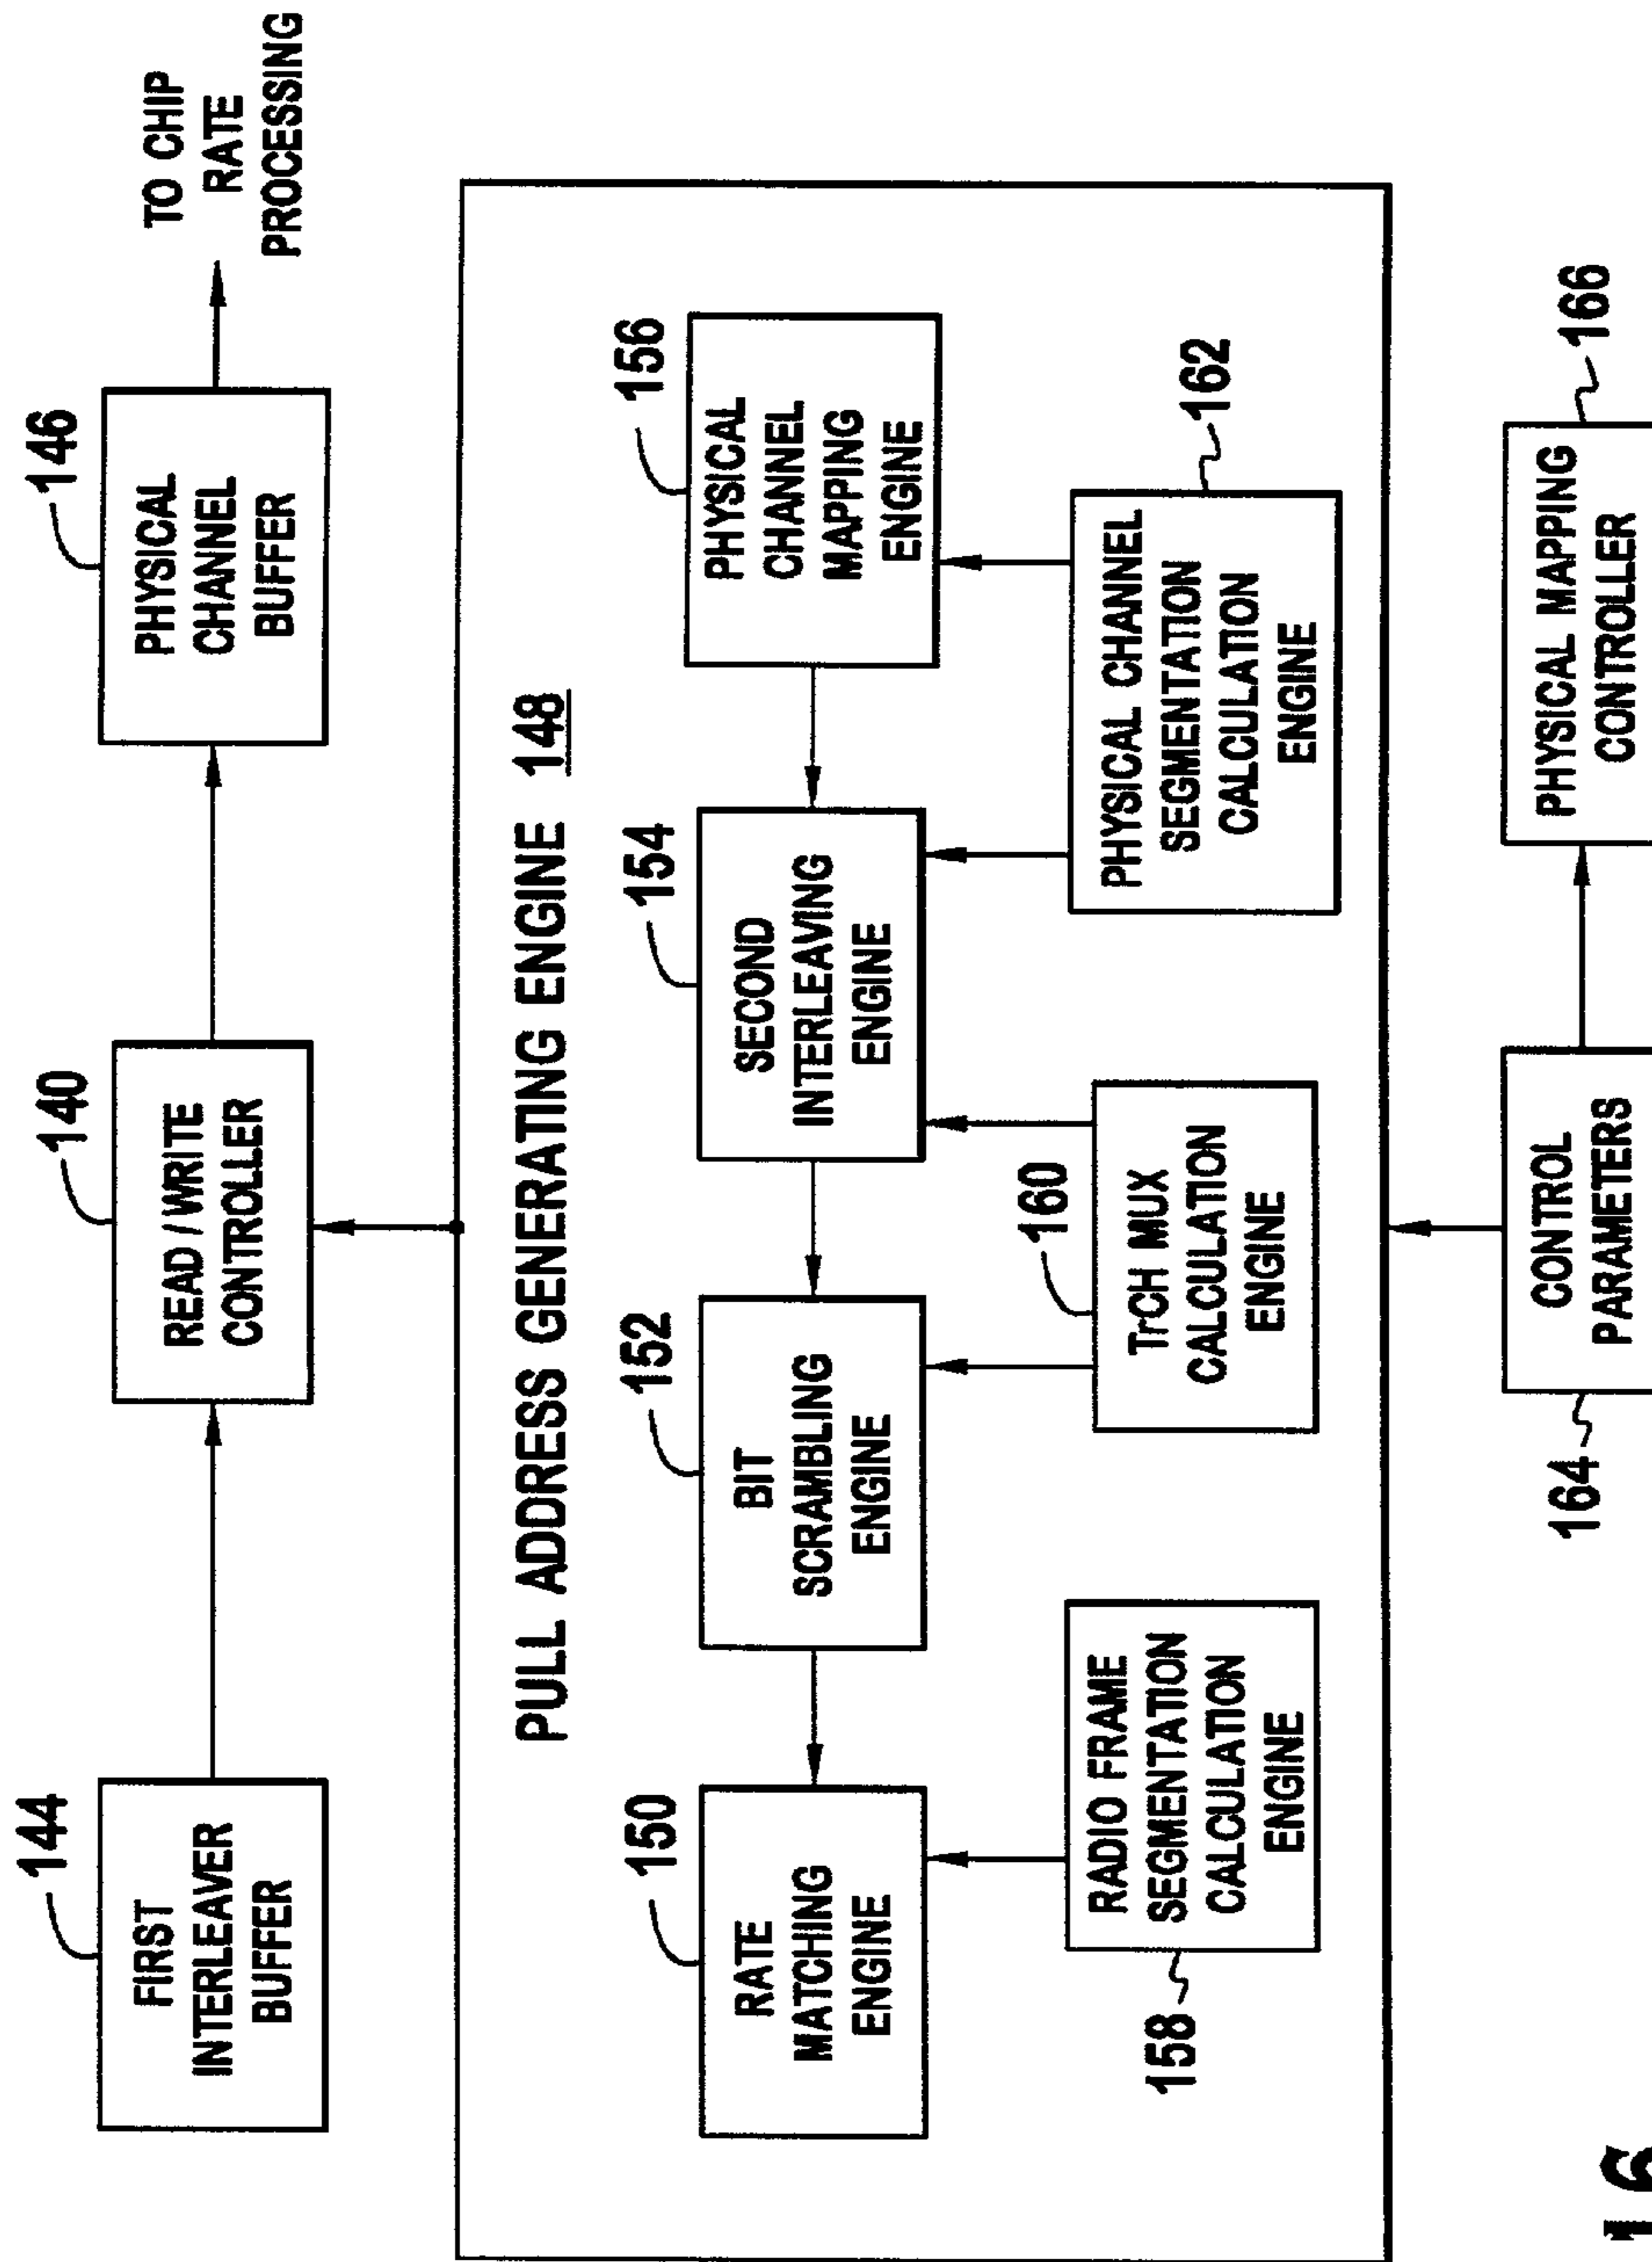 144
FIRST
INTERLEAVER
BUFFER
140
READ / WRITE
CONTROLLER
146
PHYSICAL
CHANNEL
BUFFER
TO CHIP
RATE
PROCESSING
PULL ADDRESS GENERATING ENGINE 148
150
RATE
MATCHING
ENGINE
152
BIT
SCRAMBLING
ENGINE
154
SECOND
INTERLEAVING
ENGINE
156
PHYSICAL
CHANNEL
MAPPING
ENGINE
158
RADIO FRAME
SEGMENTATION
CALCULATION
ENGINE
160
TrCH MUX
CALCULATION
ENGINE
162
PHYSICAL CHANNEL
SEGMENTATION
CALCULATION
ENGINE
164
CONTROL
PARAMETERS
PHYSICAL MAPPING
CONTROLLER
166
16